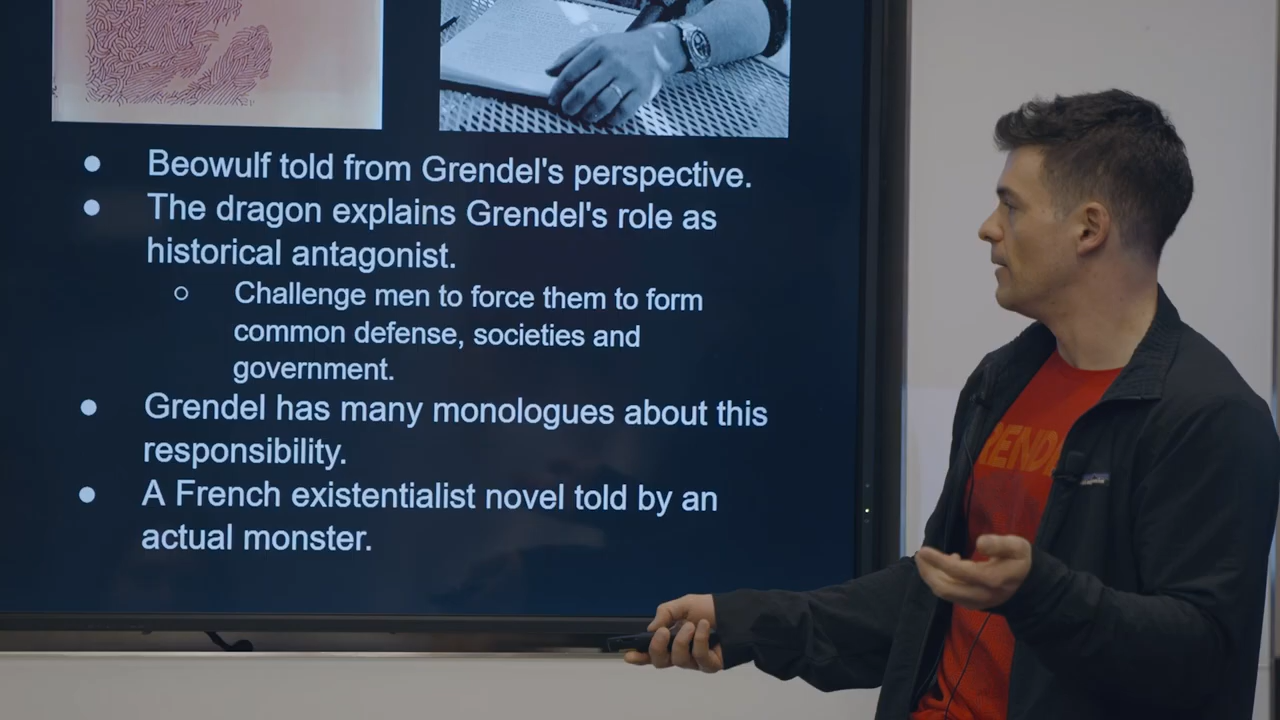 Beowulf told from Grendel's perspective.
The dragon explains Grendel's role as
historical antagonist.
Challenge men to force them to form
common defense, societies and
government.
Grendel has many monologues about this
responsibility.
A French existentialist novel told by an
actual monster.